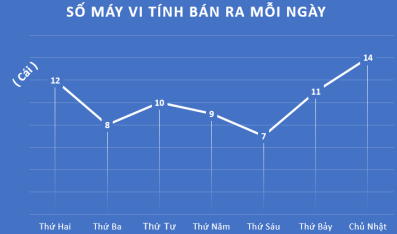 SỐ MÁY VI TÍNH BÁN RA MỖI NGÀY
( Cái )
12
8
10
9
7
11
14
Thứ Hai Thứ Ba Thứ Tư Thứ Năm Thứ Sáu Thứ Bảy Chủ Nhật